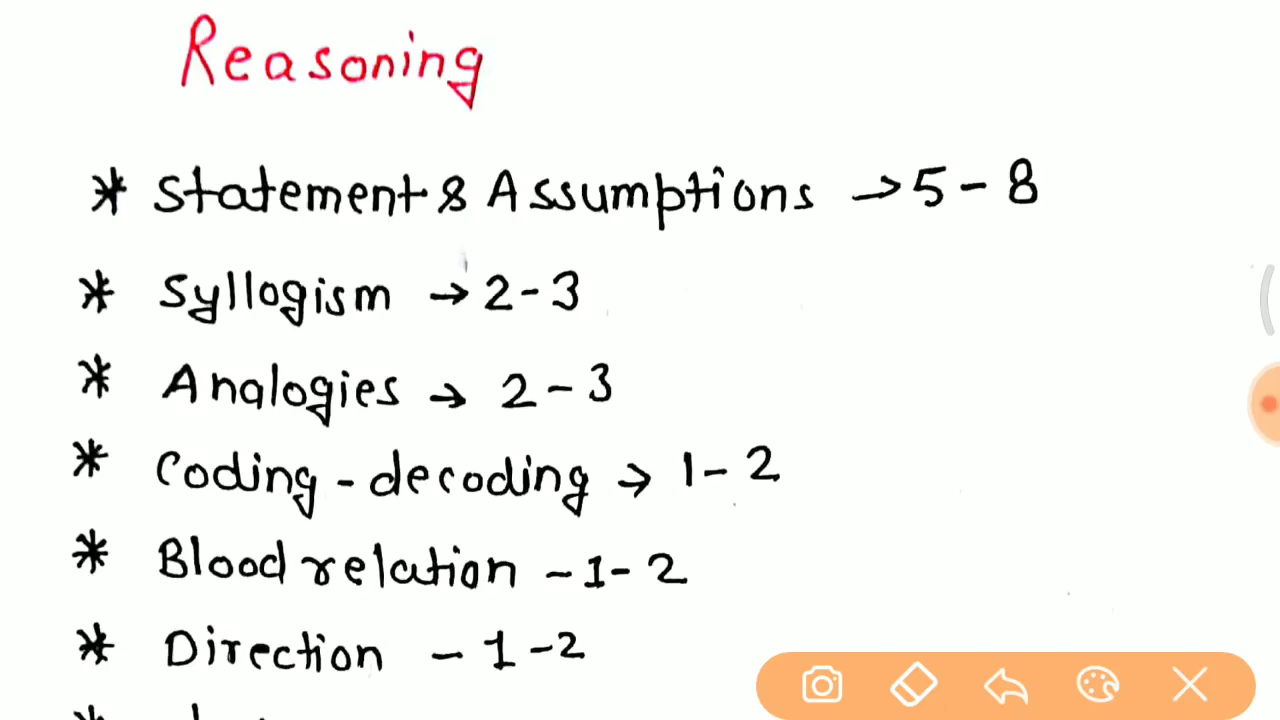 Reasoning
* Statement & Assumptions → 5 - 8
* Syllogism → 2 - 3
* Analogies → 2 - 3
* Coding - decoding → 1 - 2
* Blood relation - 1 - 2
* Direction - 1 - 2